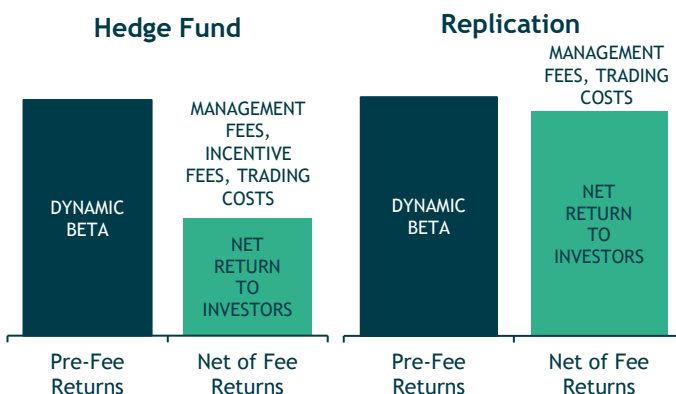 Hedge Fund
MANAGEMENT
FEES,
INCENTIVE
FEES, TRADING
COSTS
DYNAMIC
BETA
NET
RETURN
TO
INVESTORS
Pre-Fee
Returns
Net of Fee
Returns
Replication
MANAGEMENT
FEES, TRADING
COSTS
DYNAMIC
BETA
NET
RETURN
TO
INVESTORS
Pre-Fee
Returns
Net of Fee
Returns